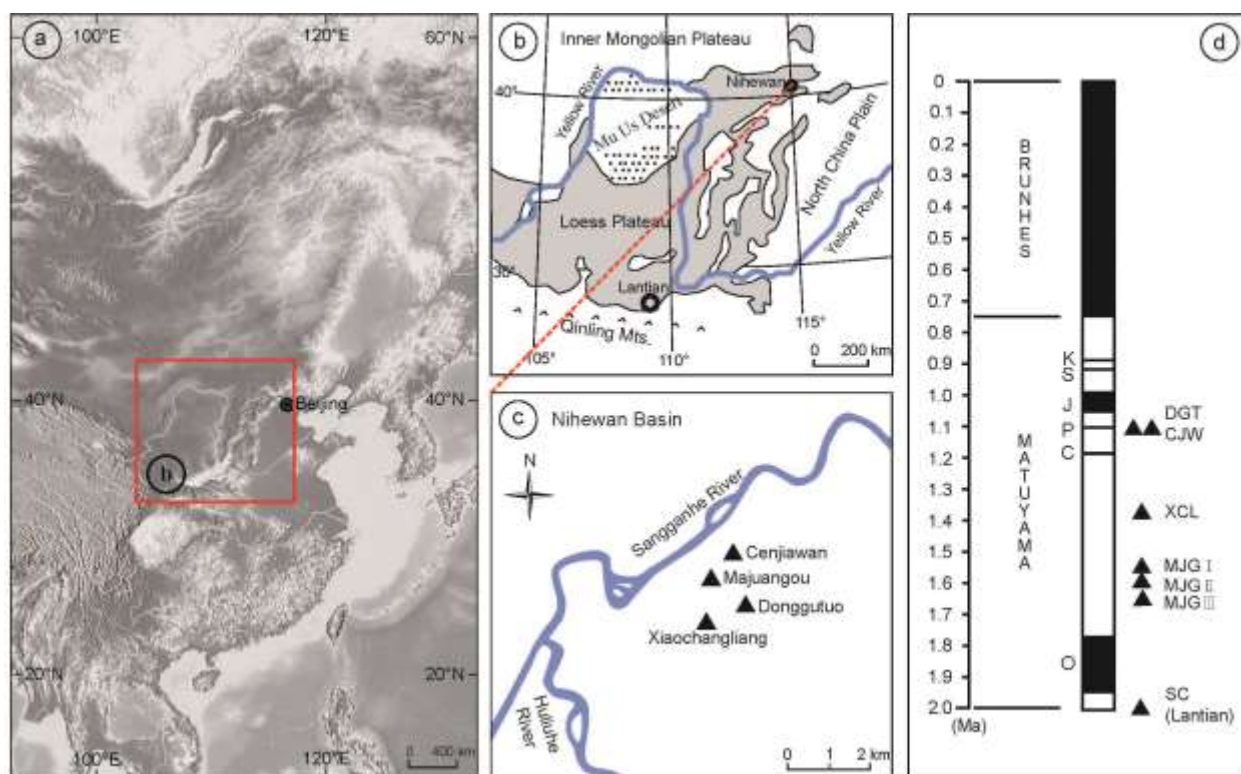 a
100°E
120°E
60°N
40°N
40°N
Beijing
b
20°N
20°N
100°E
120°E
0 400 km
b
Inner Mongolian Plateau
Nihewan
40°
Yellow River
Mu Us Desert
North China Plain
Loess Plateau
Yellow River
35°
Lantian
Qinling Mts.
105°
110°
115°
0 200 km
c
Nihewan Basin
N
Sangganhe River
Cenjiawan
Majuangou
Donggutuo
Xiaochangliang
Huliuhe
River
0 1 2 km
d
0
0.1
0.2
0.3
0.4
0.5
0.6
0.7
0.8
0.9
1.0
1.1
1.2
1.3
1.4
1.5
1.6
1.7
1.8
1.9
2.0
(Ma)
BRUNHES
MATUYAMA
K
S
J
P
C
O
DGT
CJW
XCL
MJG I
MJG II
MJG III
SC
(Lantian)